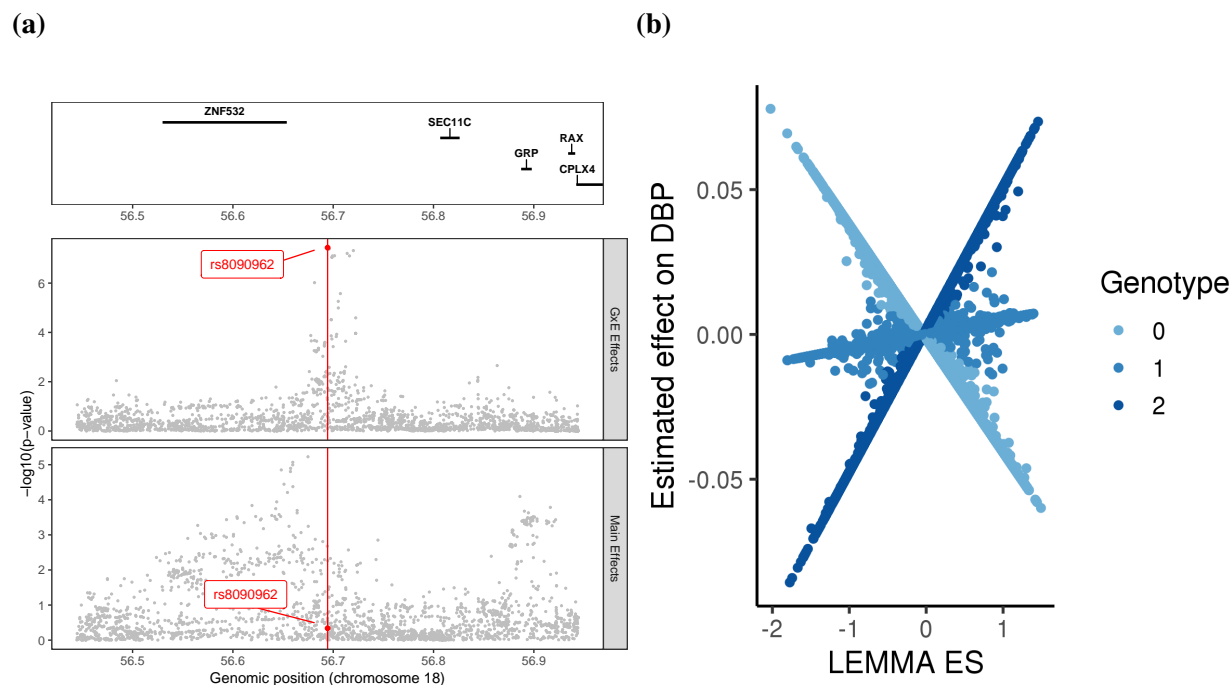 (a)
(b)
ZNF532
SEC11C
RAX
GRP
CPLX4
56.5 56.6 56.7 56.8 56.9
rs8090962
6
4
2
0
GxE Effects
−log10(p−value)
5
4
3
2
1
0
rs8090962
Main Effects
56.5 56.6 56.7 56.8 56.9
Genomic position (chromosome 18)
Estimated effect on DBP
0.05
0.00
-0.05
-2 -1 0 1
LEMMA ES
Genotype
0
1
2